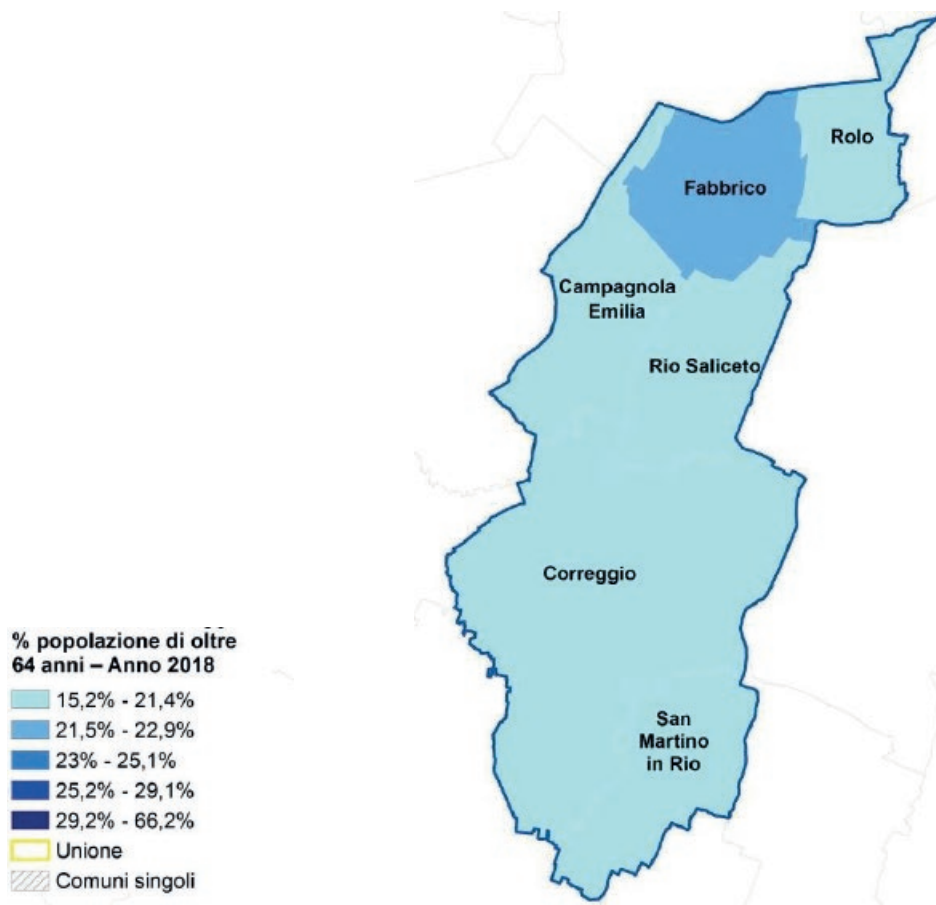 Rolo
Fabbrico
Campagnola
Emilia
Rio Saliceto
Correggio
San
Martino
in Rio
% popolazione di oltre
64 anni – Anno 2018
15,2% - 21,4%
21,5% - 22,9%
23% - 25,1%
25,2% - 29,1%
29,2% - 66,2%
Unione
Comuni singoli